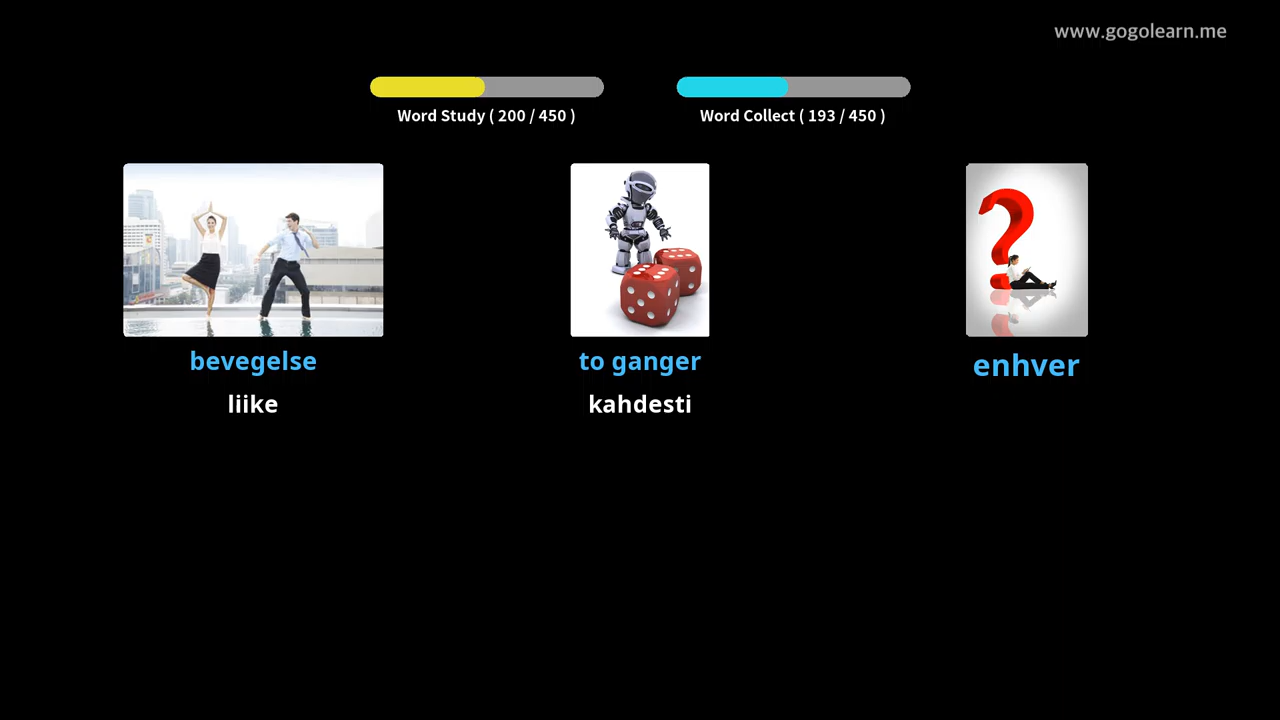 www.gogolearn.me
Word Study ( 200 / 450 )
Word Collect ( 193 / 450 )
bevegelse
to ganger
enhver
liike
kahdesti